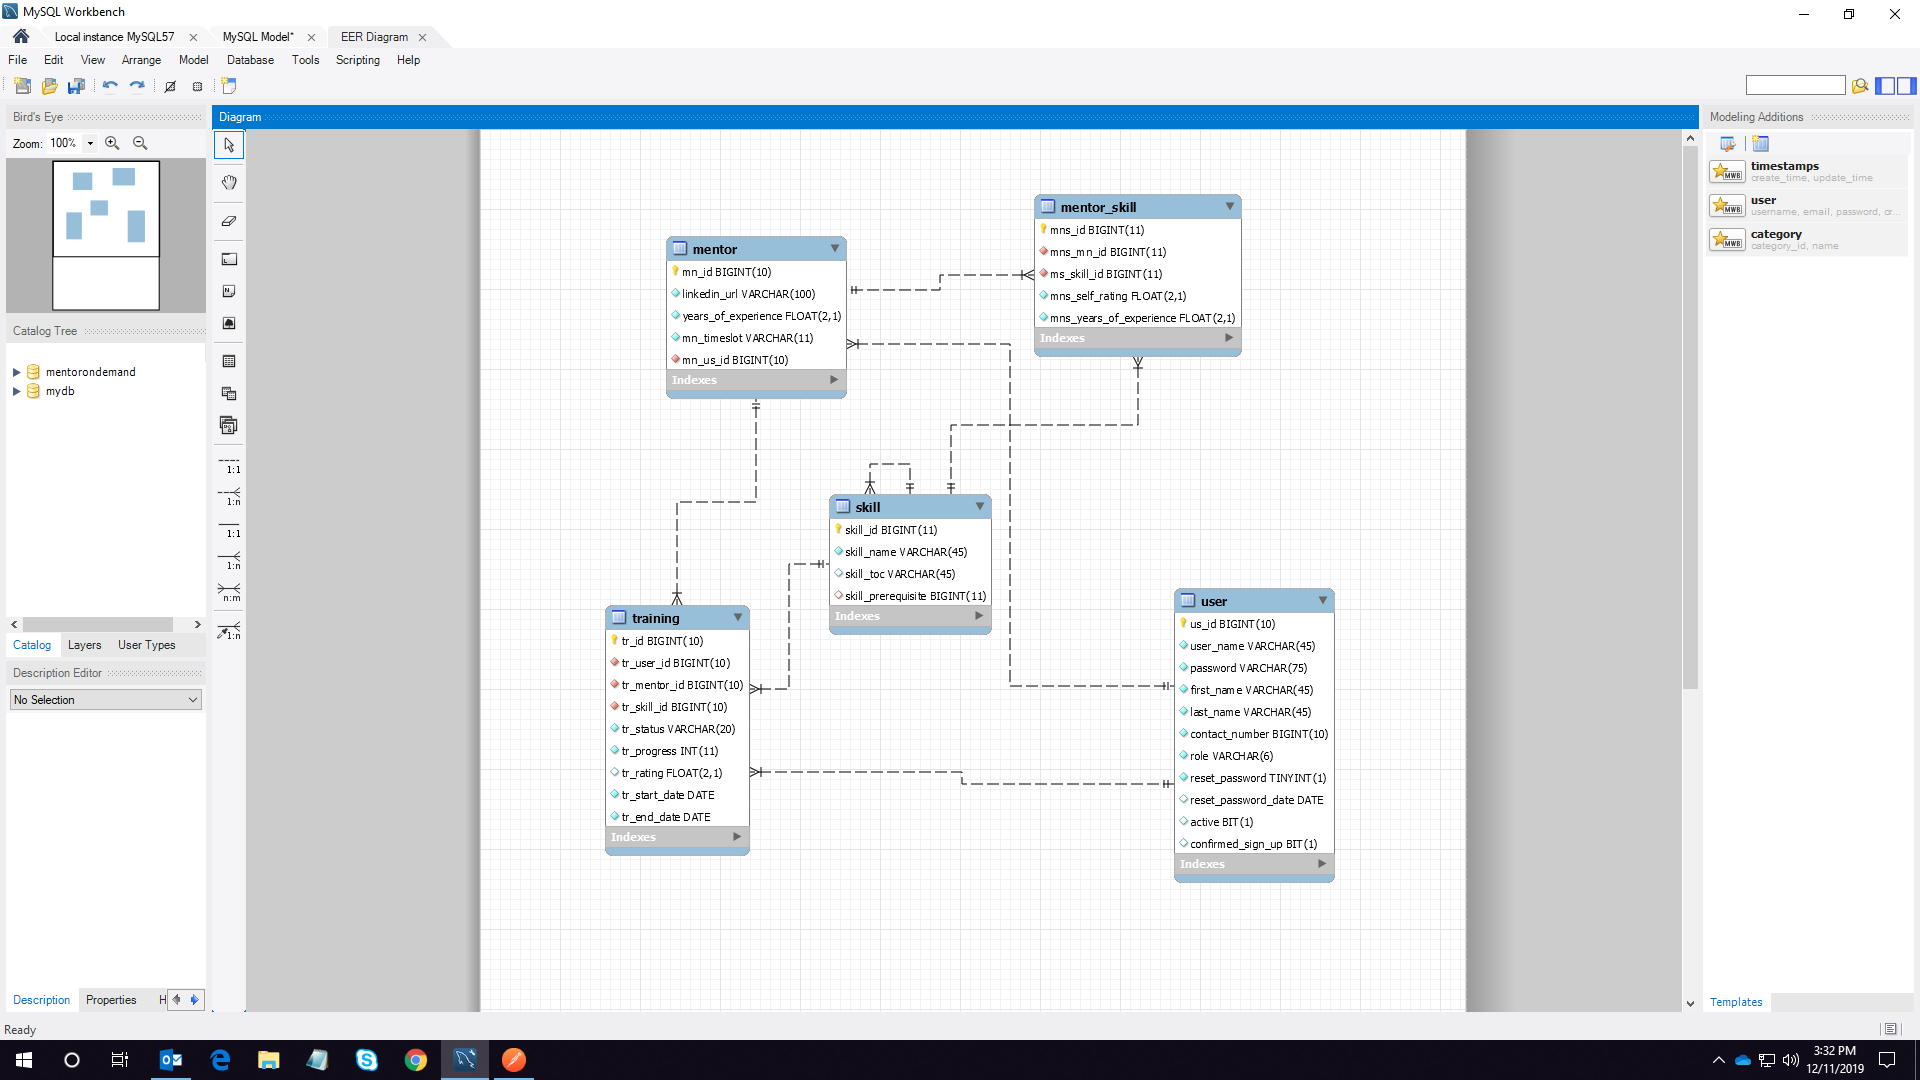 MySQL Workbench
Local instance MySQL57
MySQL Model*
EER Diagram
File Edit View Arrange Model Database Tools Scripting Help
Bird's Eye
Zoom: 100%
Catalog Tree
mentorondemand
mydb
Catalog Layers User Types
Description Editor
No Selection
Description Properties H
Ready
Diagram
1:1
1:n
1:1
1:n
n:m
1:n
mentor
mn_id BIGINT(10)
linkedin_url VARCHAR(100)
years_of_experience FLOAT(2,1)
mn_timeslot VARCHAR(11)
mn_us_id BIGINT(10)
Indexes
mentor_skill
mns_id BIGINT(11)
mns_mn_id BIGINT(11)
ms_skill_id BIGINT(11)
mns_self_rating FLOAT(2,1)
mns_years_of_experience FLOAT(2,1)
Indexes
skill
skill_id BIGINT(11)
skill_name VARCHAR(45)
skill_toc VARCHAR(45)
skill_prerequisite BIGINT(11)
Indexes
training
tr_id BIGINT(10)
tr_user_id BIGINT(10)
tr_mentor_id BIGINT(10)
tr_skill_id BIGINT(10)
tr_status VARCHAR(20)
tr_progress INT(11)
tr_rating FLOAT(2,1)
tr_start_date DATE
tr_end_date DATE
Indexes
user
us_id BIGINT(10)
user_name VARCHAR(45)
password VARCHAR(75)
first_name VARCHAR(45)
last_name VARCHAR(45)
contact_number BIGINT(10)
role VARCHAR(6)
reset_password TINYINT(1)
reset_password_date DATE
active BIT(1)
confirmed_sign_up BIT(1)
Indexes
Modeling Additions
MWB
timestamps
create_time, update_time
MWB
user
username, email, password, cr...
MWB
category
category_id, name
Templates
3:32 PM
12/11/2019